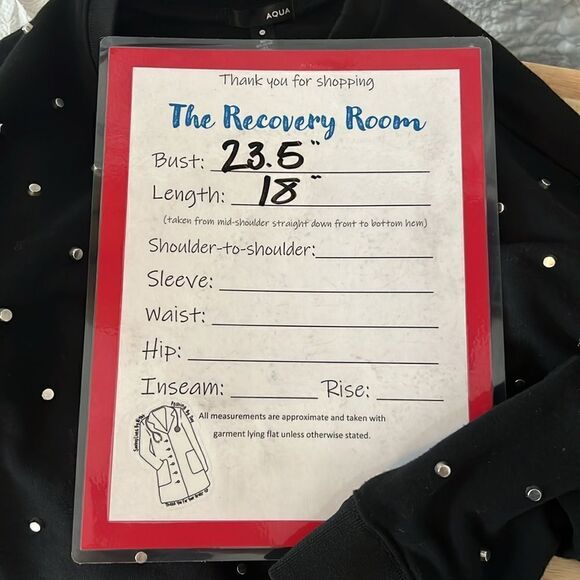 AQUA
Thank you for shopping
The Recovery Room
Bust: 23.5"
Length: 18"
(taken from mid-shoulder straight down front to bottom hem)
Shoulder-to-shoulder:
Sleeve:
Waist:
Hip:
Inseam: Rise:
All measurements are approximate and taken with
garment lying flat unless otherwise stated.